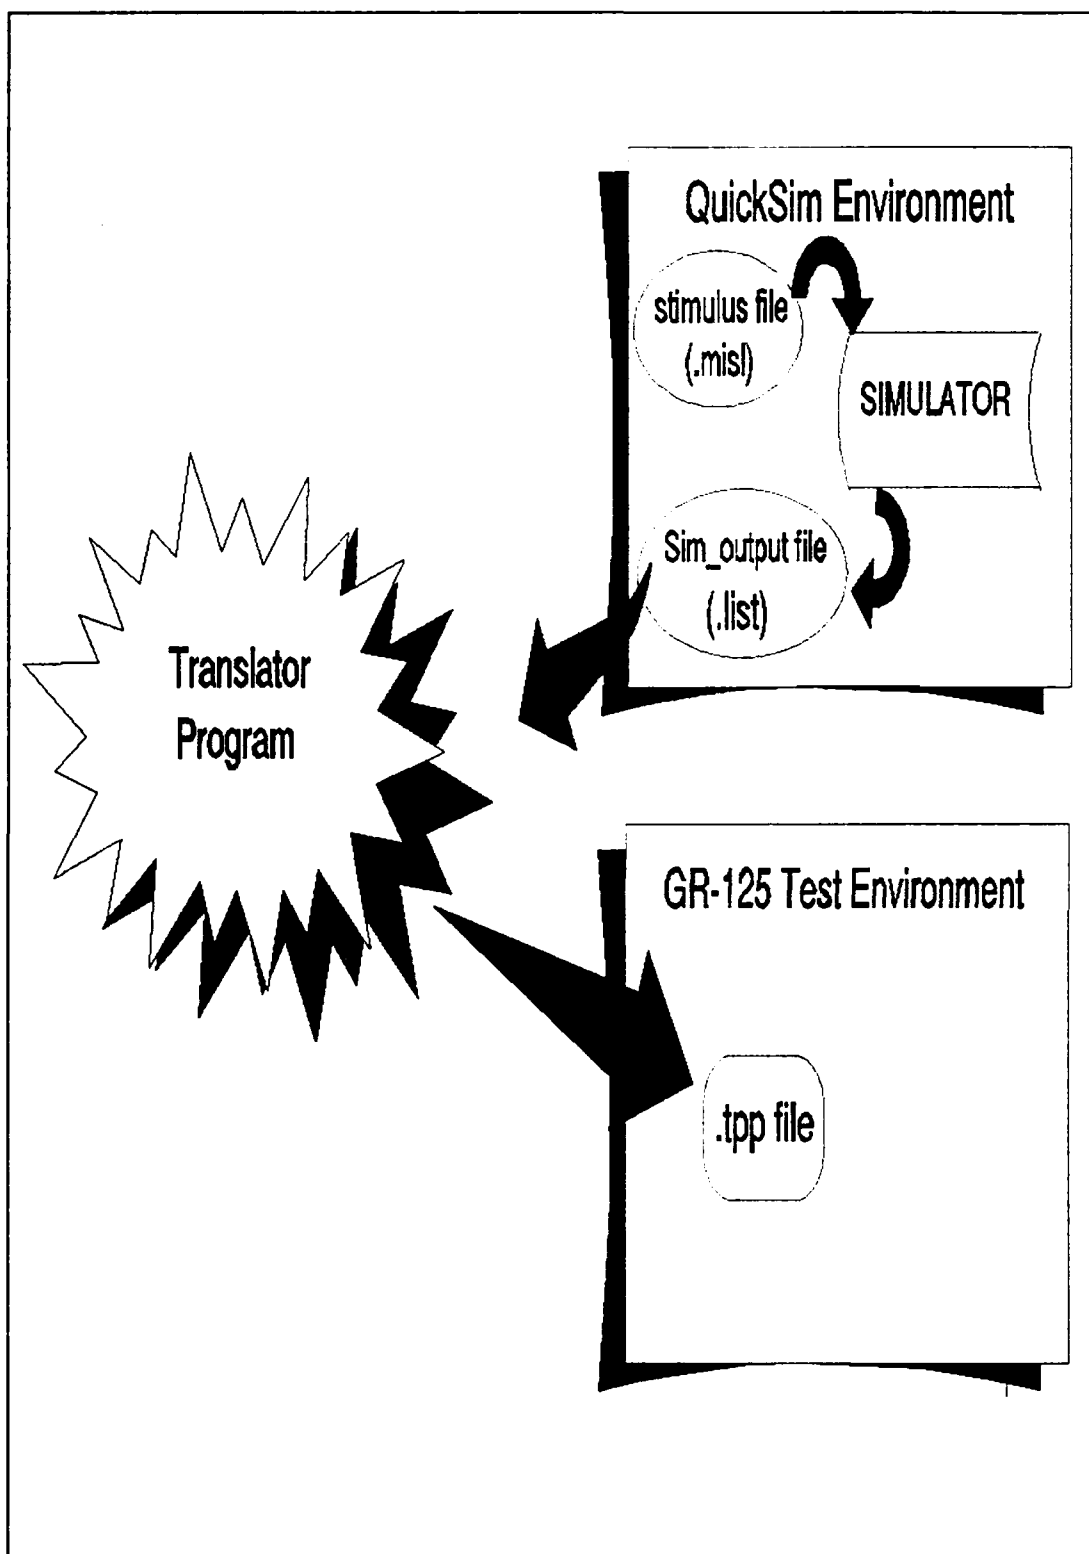 QuickSim Environment
stimulus file
(.misl)
SIMULATOR
Sim_output file
(.list)
Translator
Program
GR-125 Test Environment
.tpp file